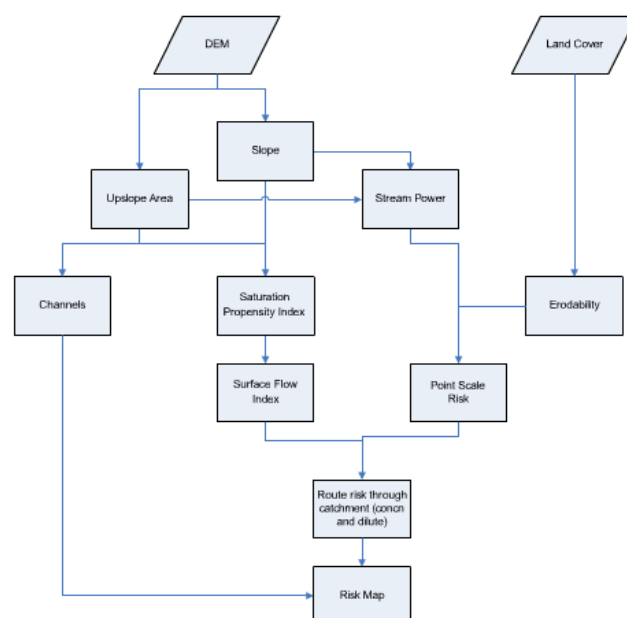 DEM
Land Cover
Slope
Upslope Area
Stream Power
Channels
Saturation
Propensity Index
Erodability
Surface Flow
Index
Point Scale
Risk
Route risk through
catchment (concn
and dilute)
Risk Map